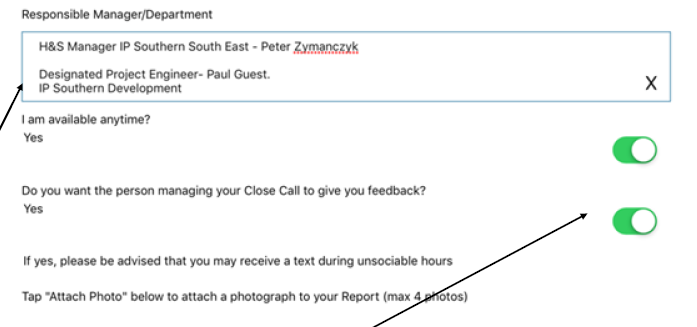 Responsible Manager/Department
H&S Manager IP Southern South East - Peter Zymanczyk
Designated Project Engineer- Paul Guest.
IP Southern Development
X
I am available anytime?
Yes
Do you want the person managing your Close Call to give you feedback?
Yes
If yes, please be advised that you may receive a text during unsociable hours
Tap "Attach Photo" below to attach a photograph to your Report (max 4 photos)